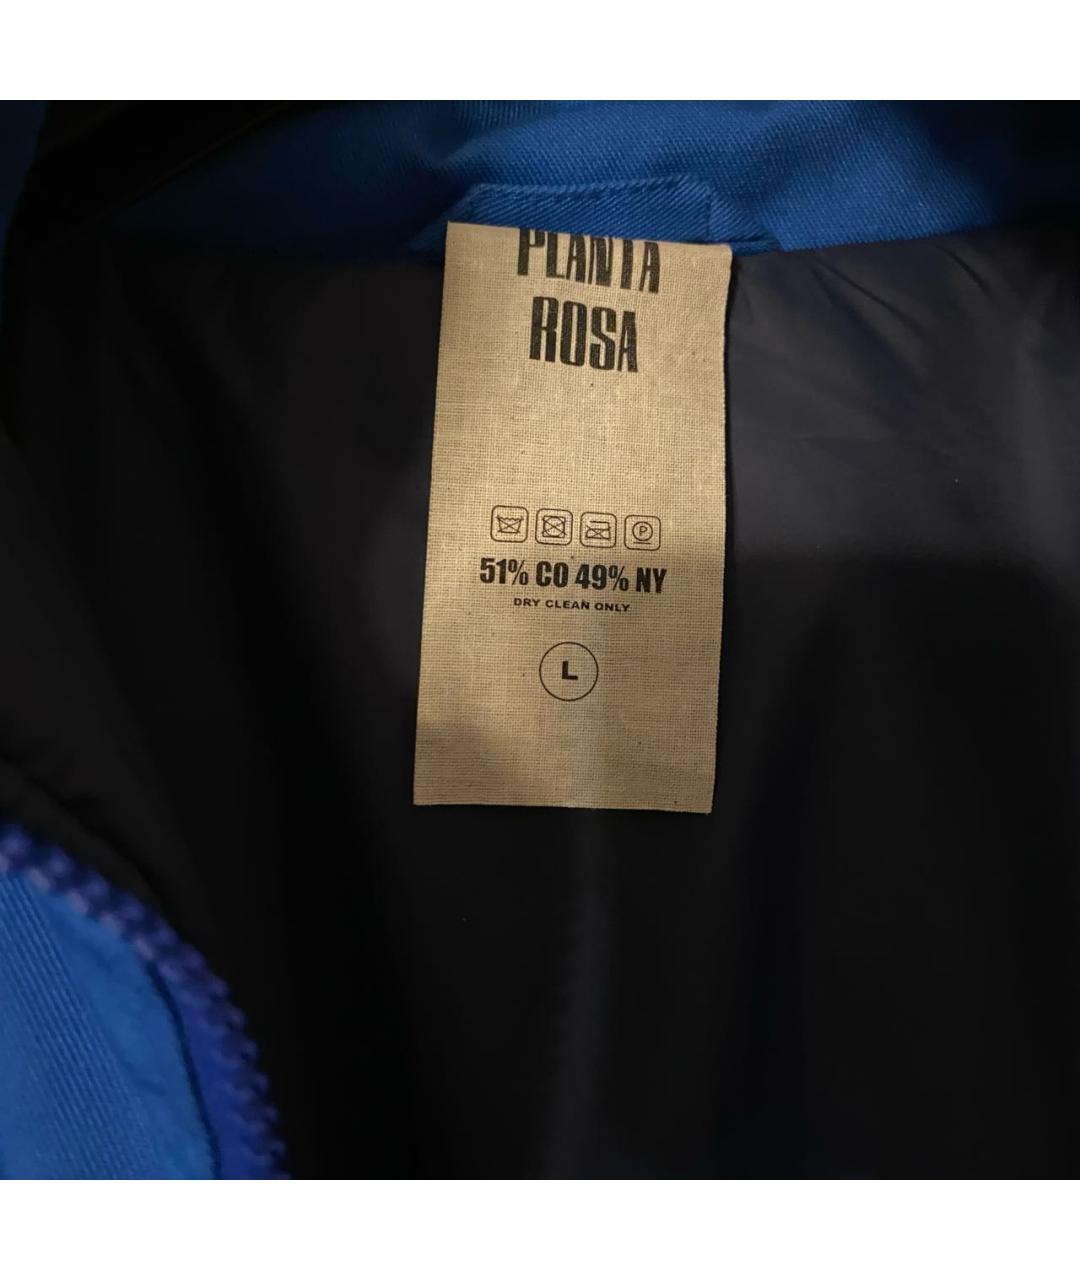 PLANTA
ROSA
P
51% CO 49% NY
DRY CLEAN ONLY
L